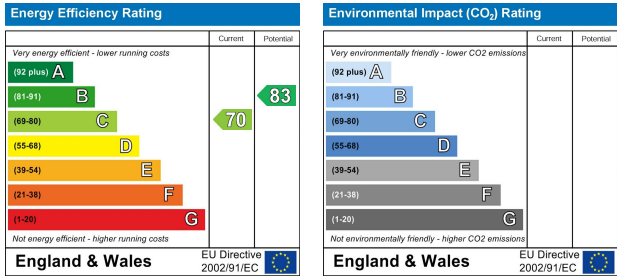 Energy Efficiency Rating
Current Potential
Very energy efficient - lower running costs
(92 plus) A
(81-91) B
83
(69-80) C
70
(55-68) D
(39-54) E
(21-38) F
(1-20) G
Not energy efficient - higher running costs
England & Wales
EU Directive
2002/91/EC
Environmental Impact (CO₂) Rating
Current Potential
Very environmentally friendly - lower CO2 emissions
(92 plus) A
(81-91) B
(69-80) C
(55-68) D
(39-54) E
(21-38) F
(1-20) G
Not environmentally friendly - higher CO2 emissions
England & Wales
EU Directive
2002/91/EC